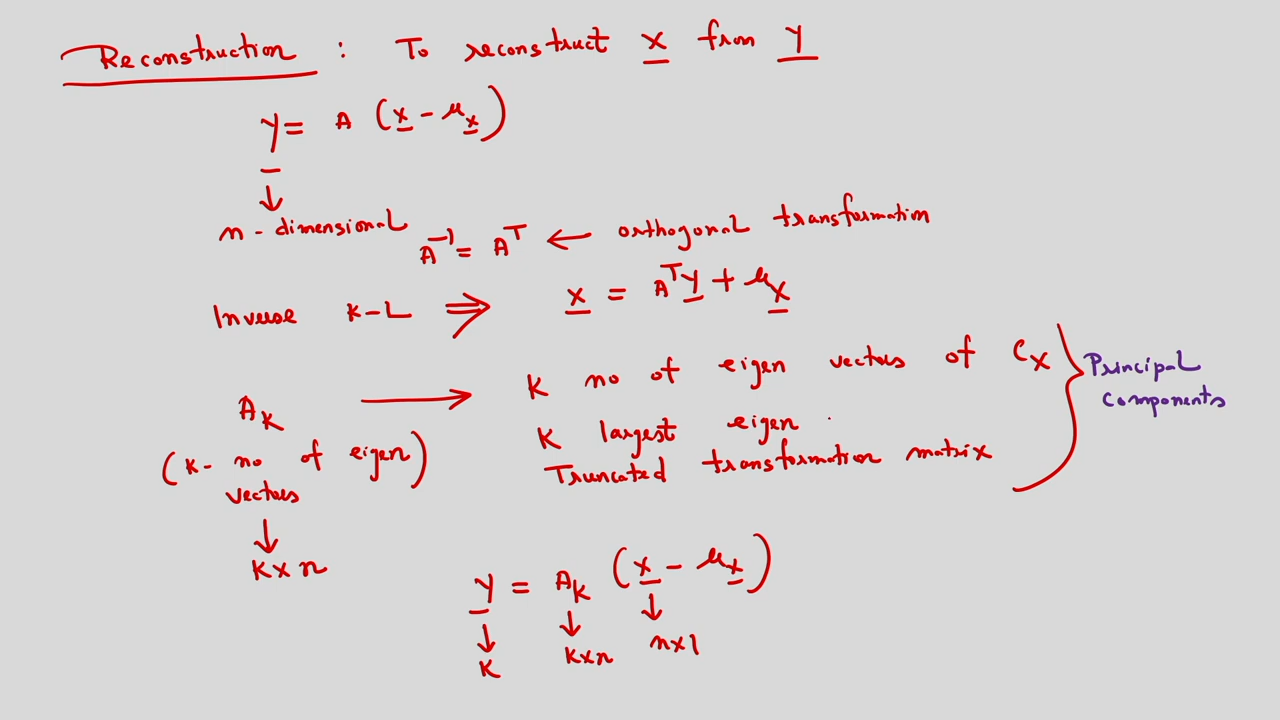 Reconstruction : To reconstruct x from y
y = A (x - μx)
↓
n-dimensional
A⁻¹ = Aᵀ ← orthogonal transformation
Inverse K-L ⇒ x = Aᵀy + μx
AK → K no of eigen vectors of Cx
(K- no of eigen vectors)
↓
K×n
K largest eigen
Truncated transformation matrix
Principal
components
y = AK (x - μx)
↓ ↓ ↓
K K×n n×1